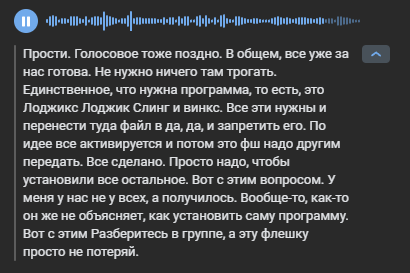 Прости. Голосовое тоже поздно. В общем, все уже за
нас готова. Не нужно ничего там трогать.
Единственное, что нужна программа, то есть, это
Лоджикс Лоджик Слинг и винкс. Все эти нужны и
перенести туда файл в да, да, и запретить его. По
идее все активируется и потом это фш надо другим
передать. Все сделано. Просто надо, чтобы
установили все остальное. Вот с этим вопросом. У
меня у нас не у всех, а получилось. Вообще-то, как-то
он же не объясняет, как установить саму программу.
Вот с этим Разберитесь в группе, а эту флешку
просто не потеряй.